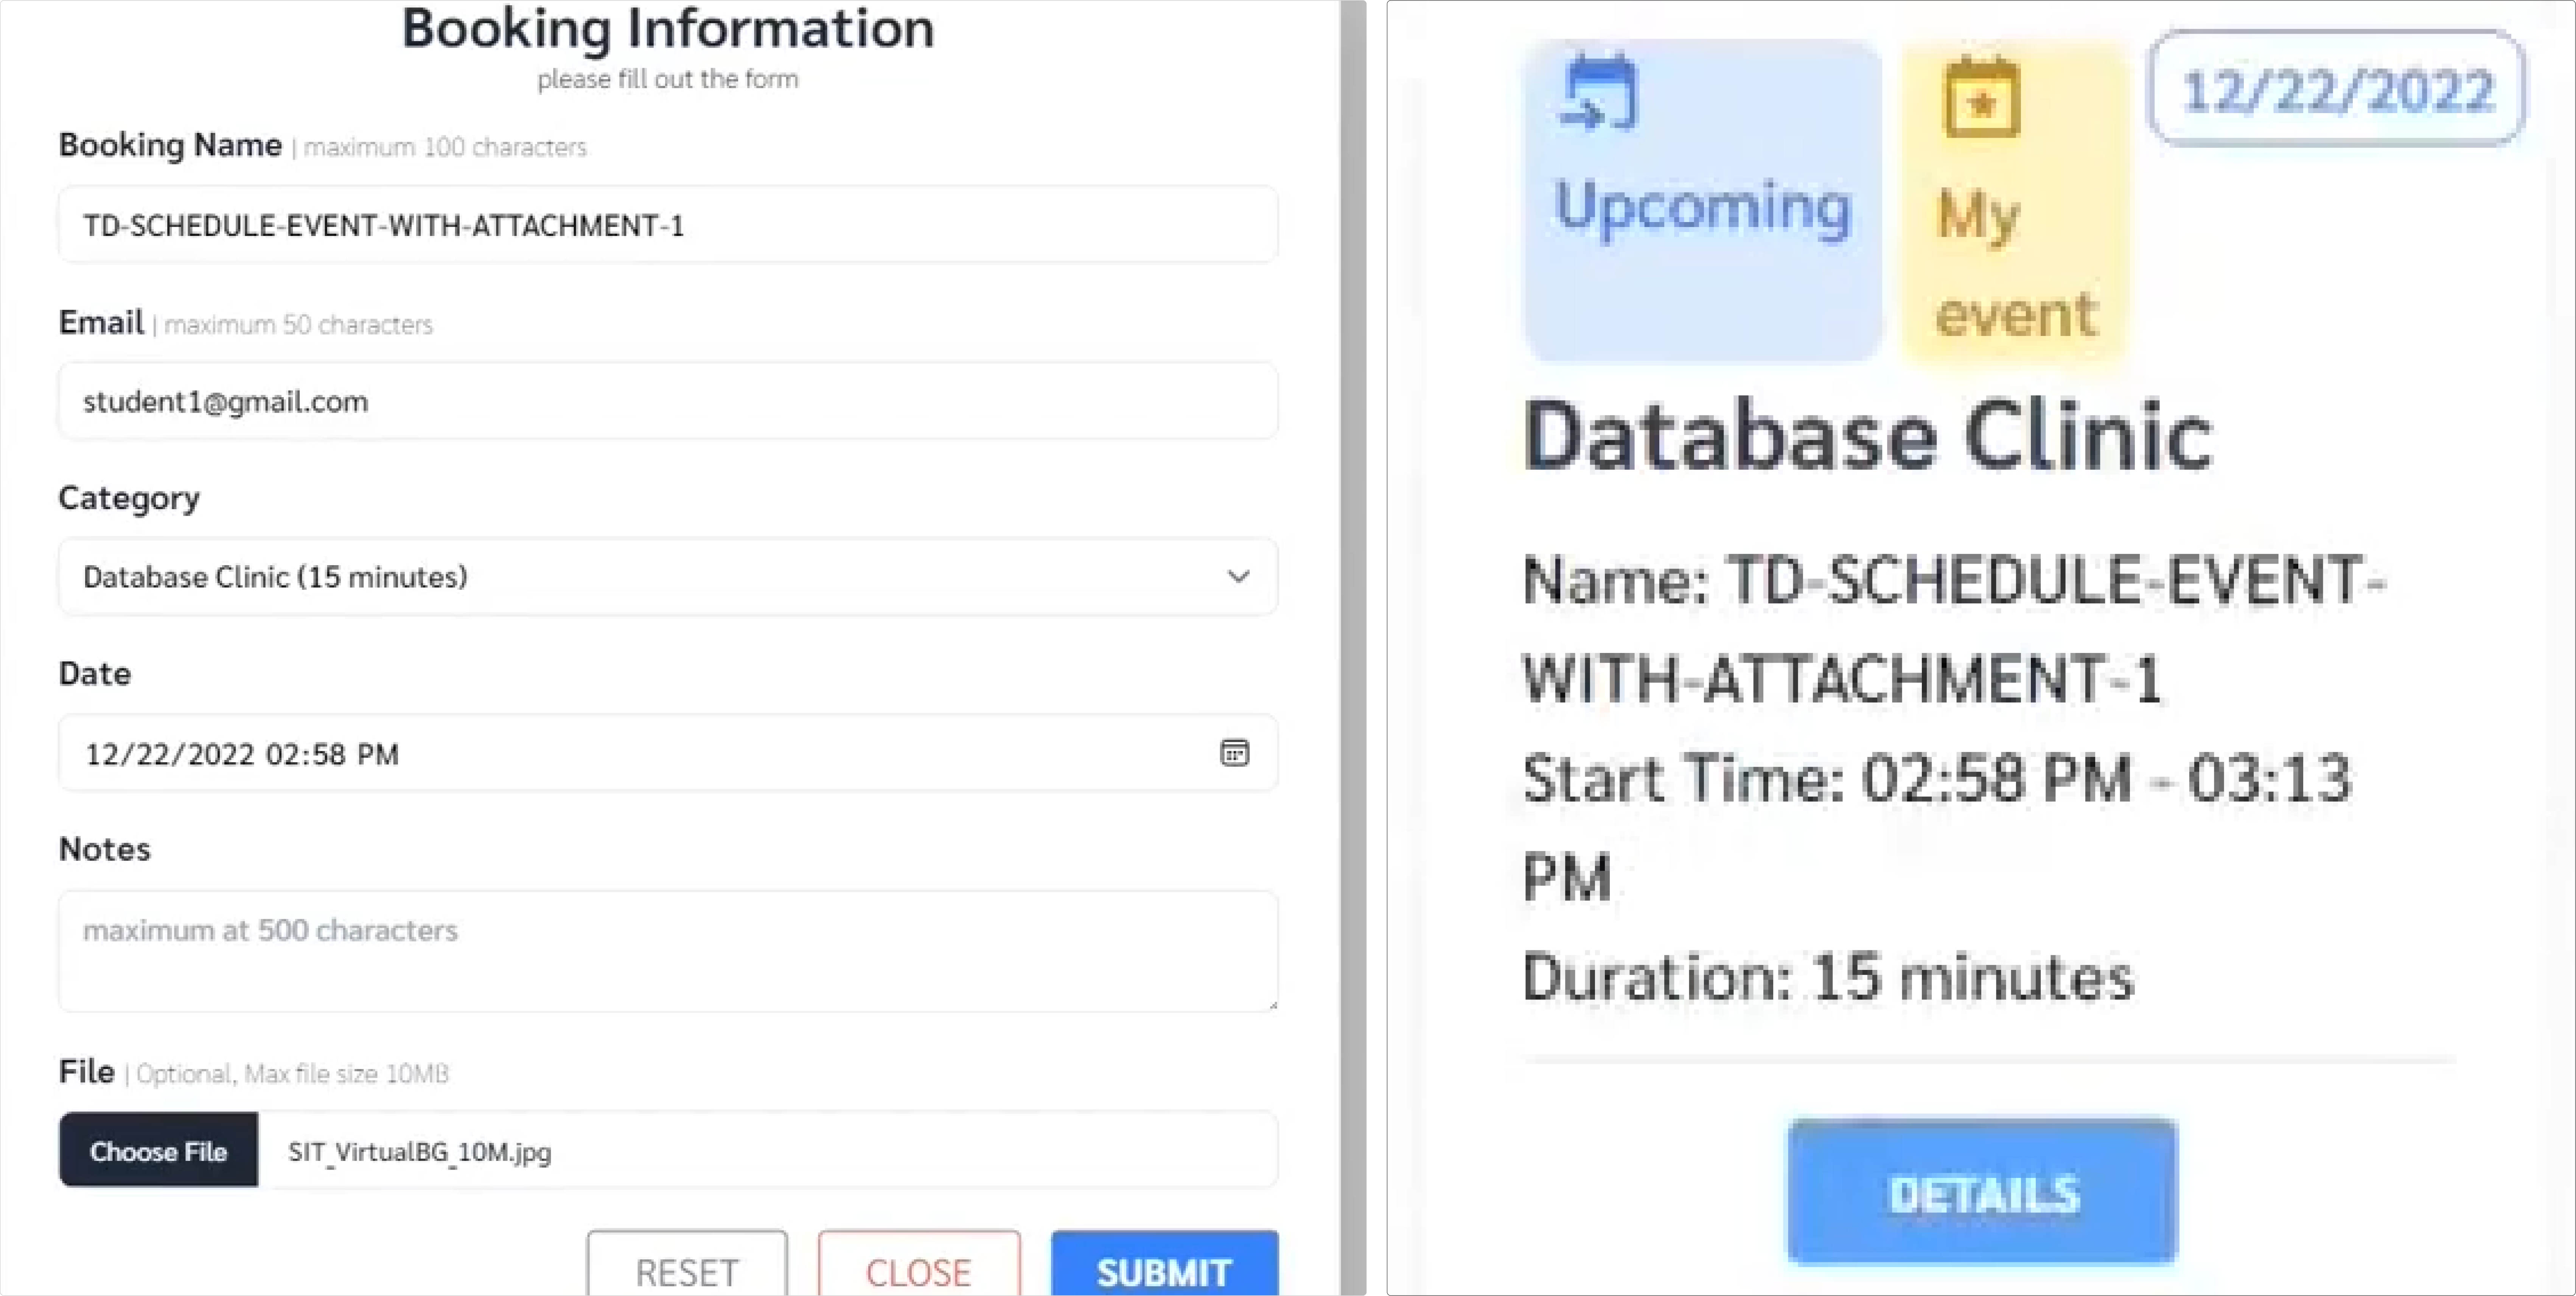 Booking Information
please fill out the form
Booking Name | maximum 100 characters
TD-SCHEDULE-EVENT-WITH-ATTACHMENT-1
Email | maximum 50 characters
student1@gmail.com
Category
Database Clinic (15 minutes)
Date
12/22/2022 02:58 PM
Notes
maximum at 500 characters
File | Optional, Max file size 10MB
Choose File SIT_VirtualBG_10M.jpg
RESET CLOSE SUBMIT
Upcoming
My
event
12/22/2022
Database Clinic
Name: TD-SCHEDULE-EVENT-
WITH-ATTACHMENT-1
Start Time: 02:58 PM - 03:13
PM
Duration: 15 minutes
DETAILS